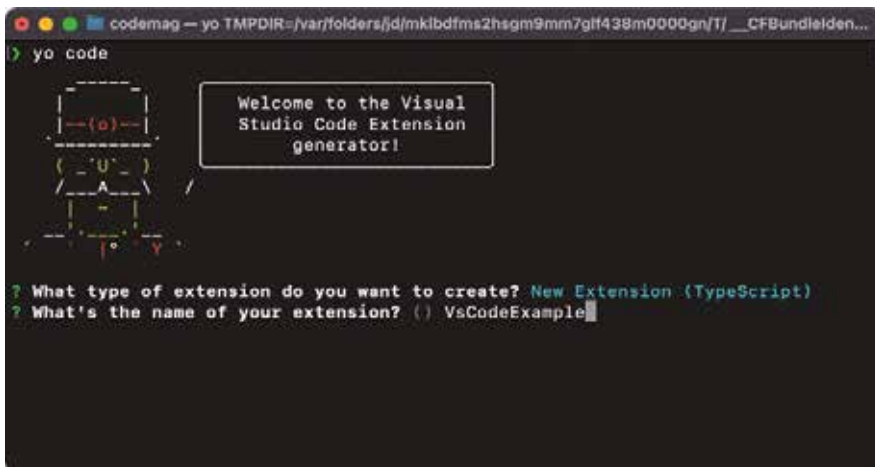 codemag — yo TMPDIR=/var/folders/jd/mklbdfms2hsgm9mm7glf438m0000gn/T/ __CFBundleIden...
❯ yo code
Welcome to the Visual
Studio Code Extension
generator!
? What type of extension do you want to create? New Extension (TypeScript)
? What's the name of your extension? () VsCodeExample